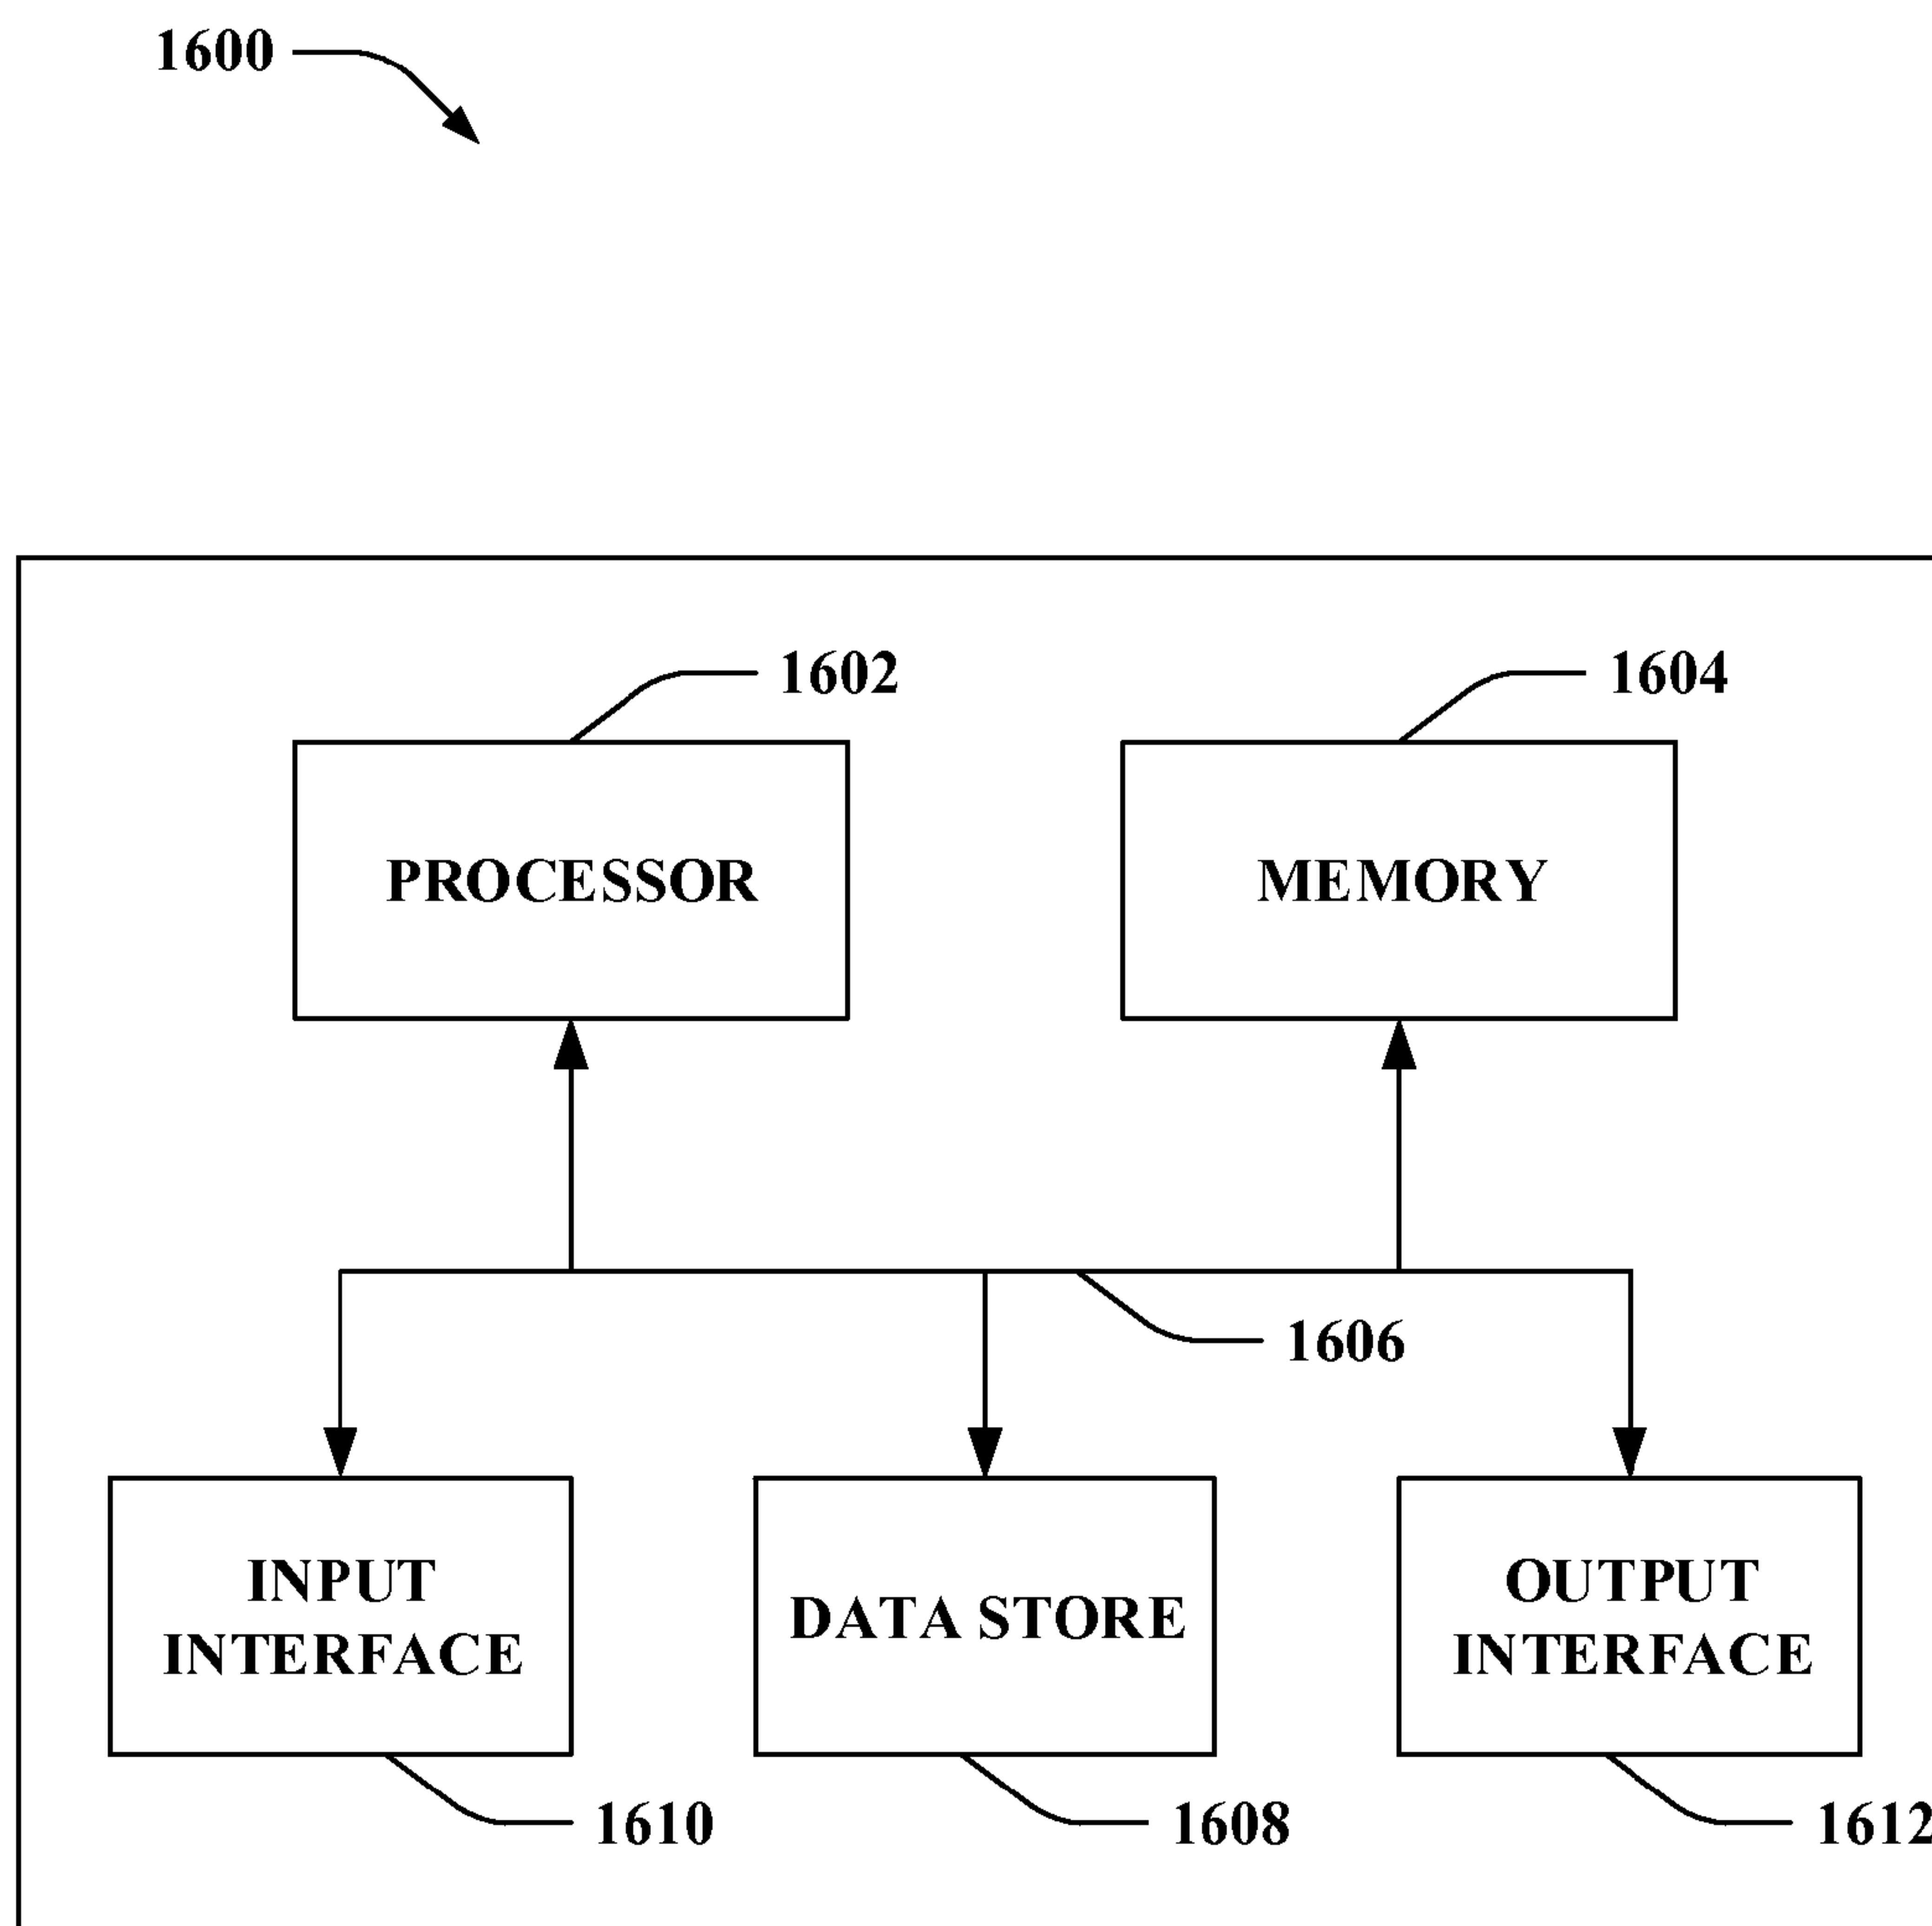 1600
1602
1604
PROCESSOR
MEMORY
1606
INPUT
INTERFACE
DATA STORE
OUTPUT
INTERFACE
1610
1608
1612